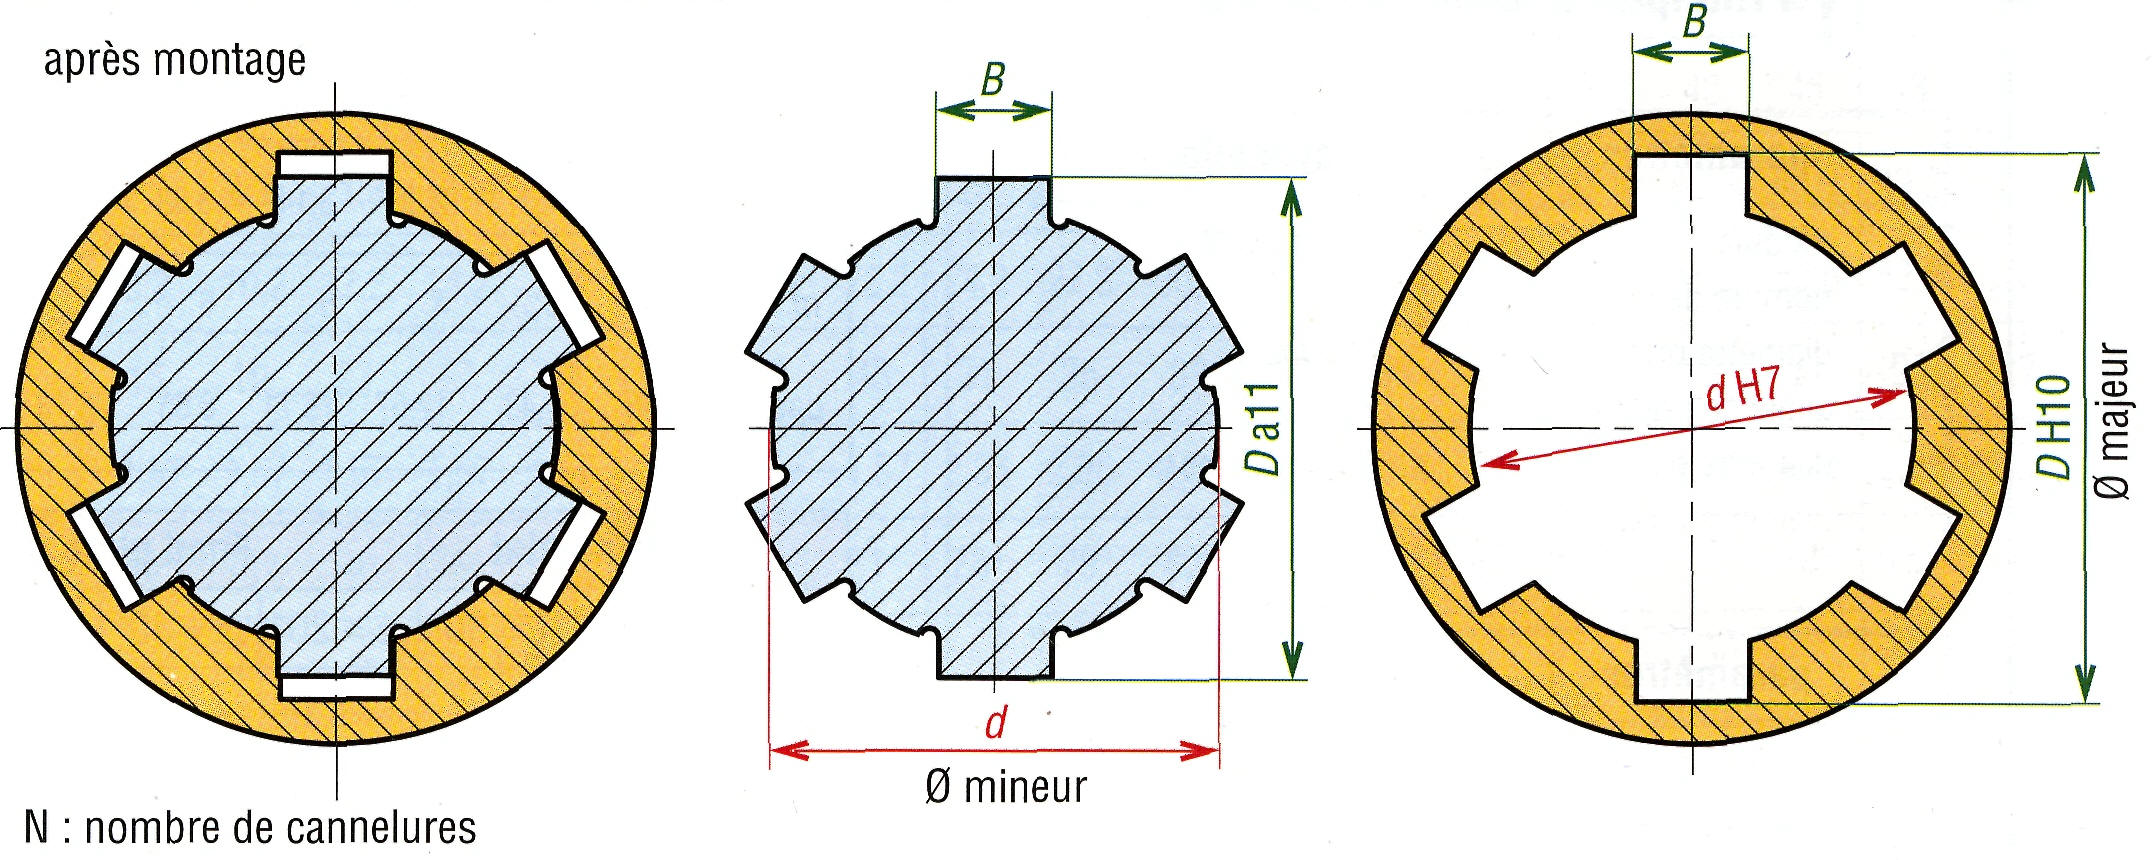 après montage
B
B
D a11
d H7
D H10
Ø majeur
d
Ø mineur
N : nombre de cannelures